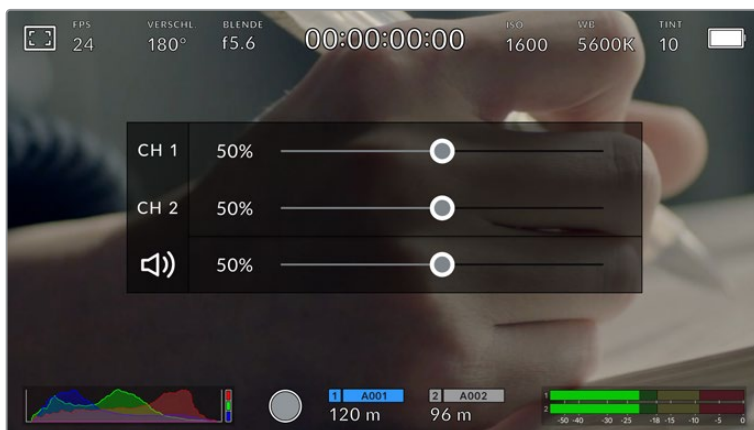 FPS VERSCHL. BLENDE ISO WB TINT
24 180° f5.6 00:00:00:00 1600 5600K 10
CH 1 50%
CH 2 50%
50%
1 A001 2 A002
120 m 96 m
1
2
-50 -40 -30 -25 -18 -15 -10 -5 0